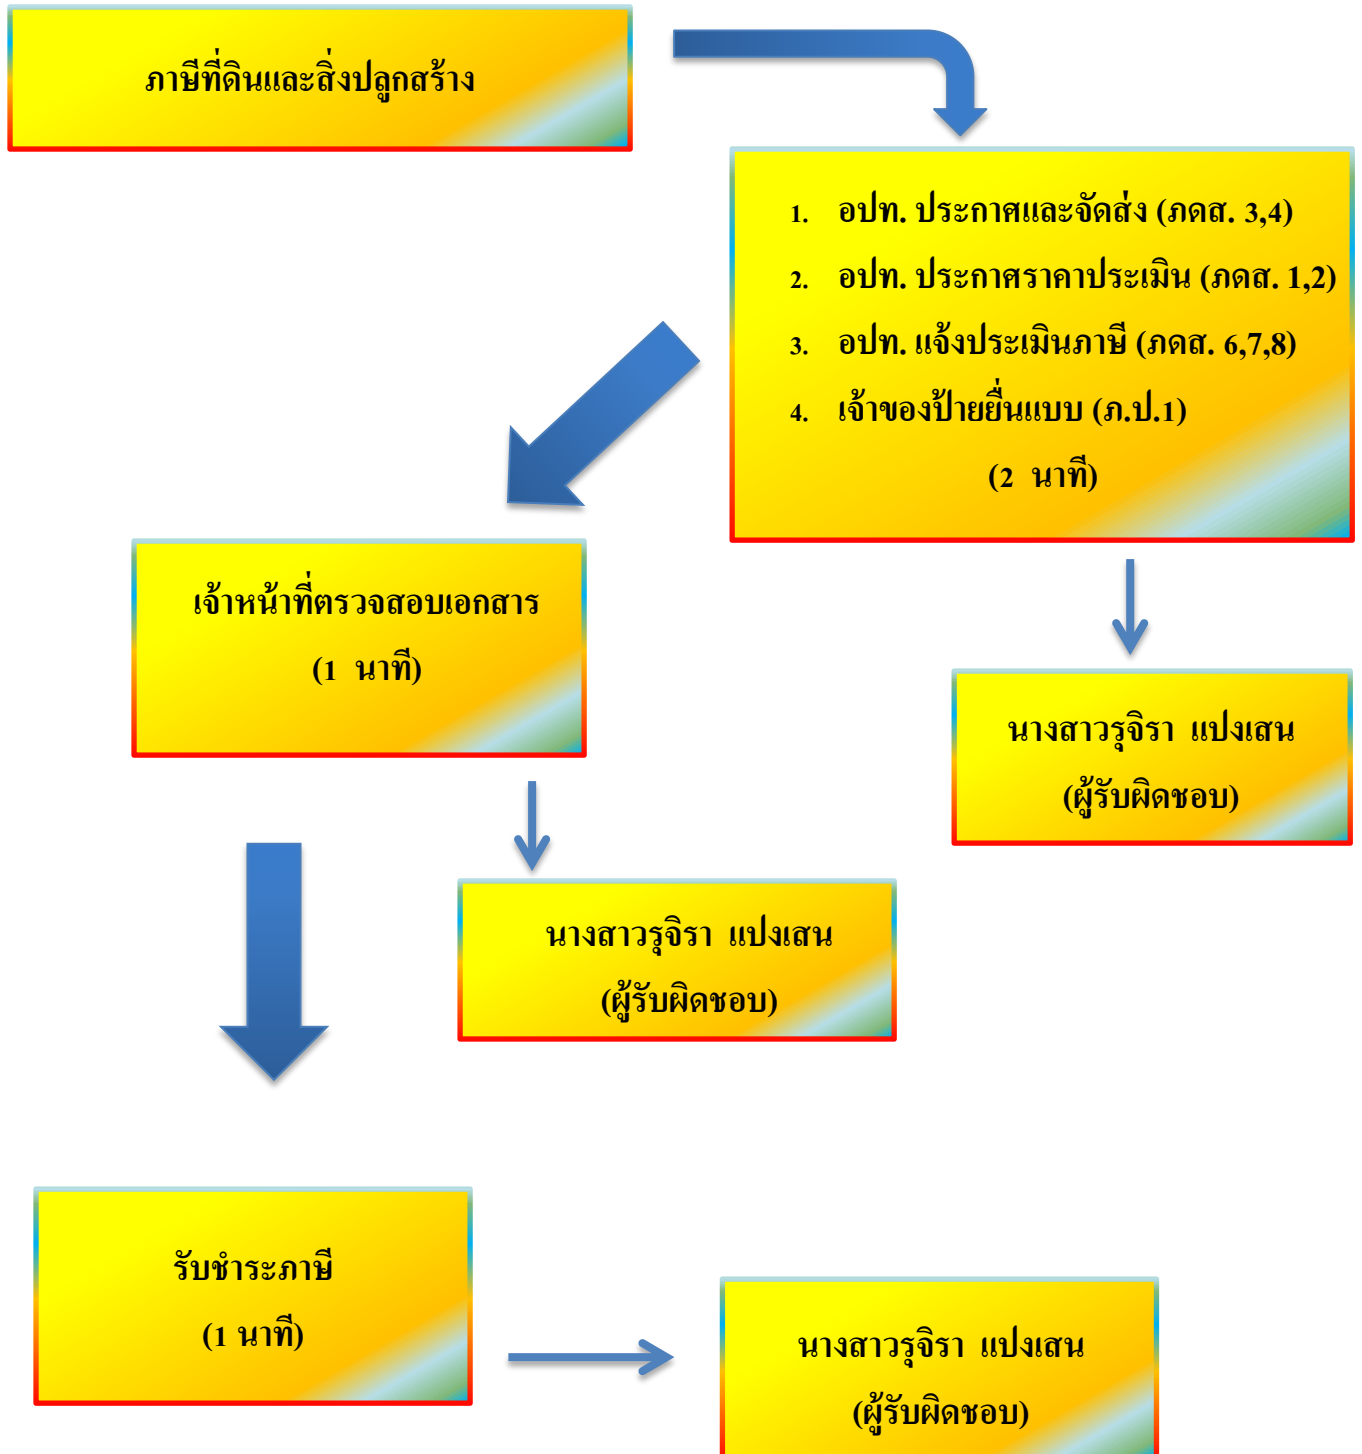 ภาษีที่ดินและสิ่งปลูกสร้าง
1. อปท. ประกาศและจัดส่ง (ภดส. 3,4)
2. อปท. ประกาศราคาประเมิน (ภดส. 1,2)
3. อปท. แจ้งประเมินภาษี (ภดส. 6,7,8)
4. เจ้าของป้ายยื่นแบบ (ภ.ป.1)
(2 นาที)
เจ้าหน้าที่ตรวจสอบเอกสาร
(1 นาที)
นางสาวรุจิรา แปงเสน
(ผู้รับผิดชอบ)
นางสาวรุจิรา แปงเสน
(ผู้รับผิดชอบ)
รับชำระภาษี
(1 นาที)
นางสาวรุจิรา แปงเสน
(ผู้รับผิดชอบ)